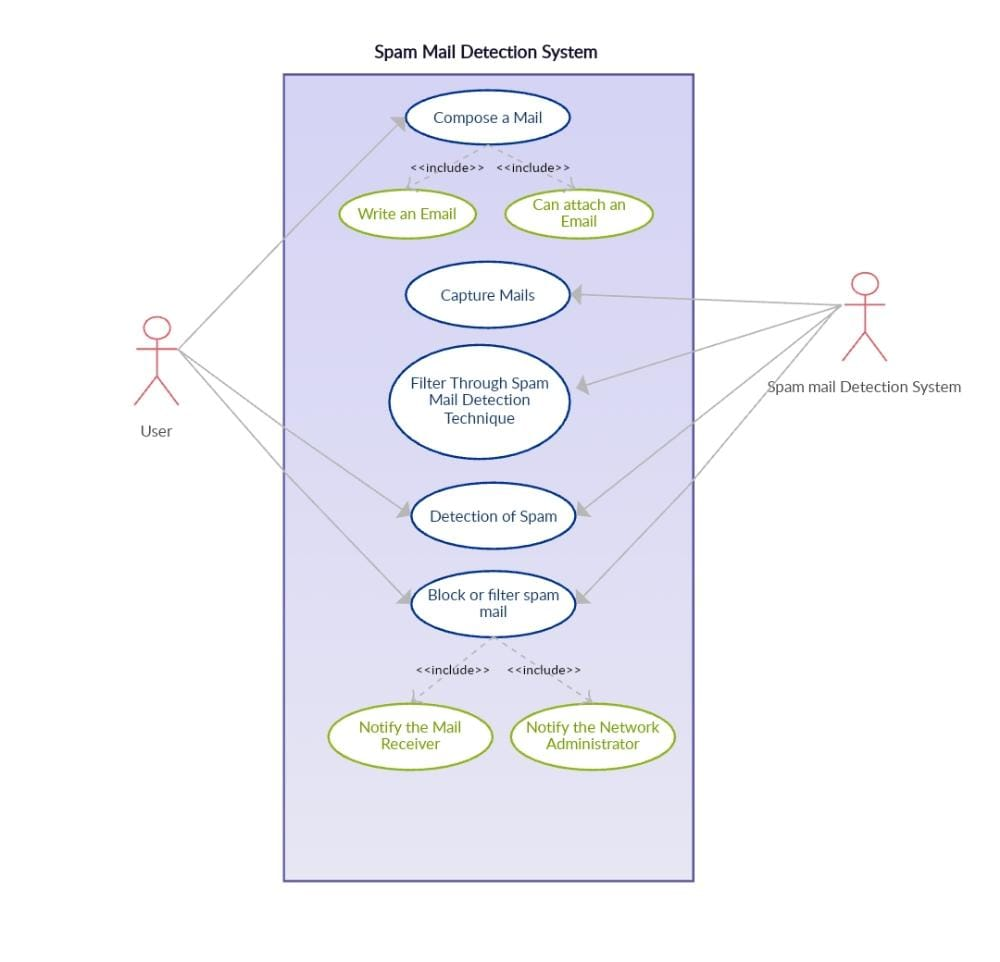 Spam Mail Detection System
Compose a Mail
<<include>> <<include>>
Write an Email
Can attach an
Email
Capture Mails
Filter Through Spam
Mail Detection
Technique
Spam mail Detection System
User
Detection of Spam
Block or filter spam
mail
<<include>> <<include>>
Notify the Mail
Receiver
Notify the Network
Administrator